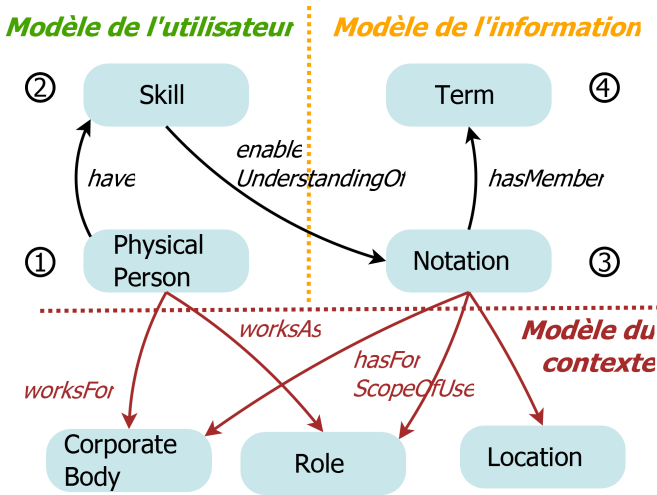 Modèle de l'utilisateur
Modèle de l'information
②
Skill
Term
④
have
enable
UnderstandingOf
hasMember
①
Physical
Person
Notation
③
worksAs
Modèle du
contexte
worksFor
hasFor
ScopeOfUse
Corporate
Body
Role
Location